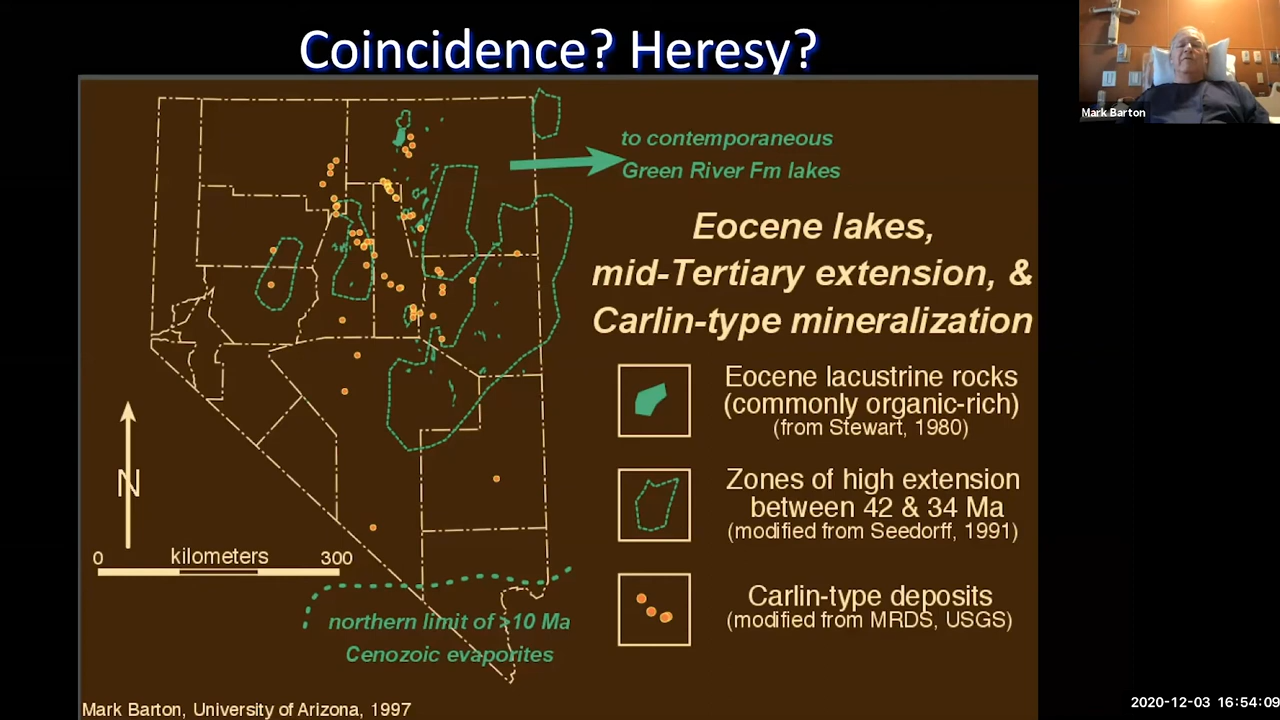 Coincidence? Heresy?
Mark Barton
to contemporaneous
Green River Fm lakes
Eocene lakes,
mid-Tertiary extension, &
Carlin-type mineralization
Eocene lacustrine rocks
(commonly organic-rich)
(from Stewart, 1980)
Zones of high extension
between 42 & 34 Ma
(modified from Seedorff, 1991)
Carlin-type deposits
(modified from MRDS, USGS)
N
0 kilometers 300
northern limit of >10 Ma
Cenozoic evaporites
Mark Barton, University of Arizona, 1997
2020-12-03 16:54:09